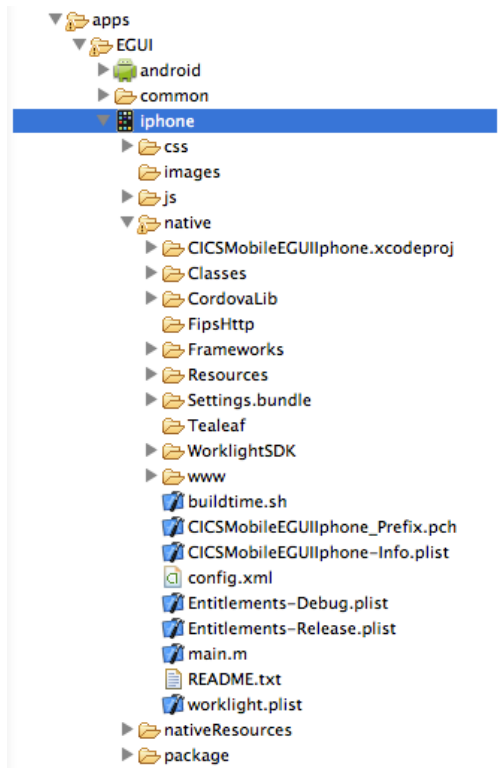 apps
EGUI
android
common
iphone
css
images
js
native
CICSMobileEGUIIphone.xcodeproj
Classes
CordovaLib
FipsHttp
Frameworks
Resources
Settings.bundle
Tealeaf
WorklightSDK
www
buildtime.sh
CICSMobileEGUIIphone_Prefix.pch
CICSMobileEGUIIphone-Info.plist
config.xml
Entitlements-Debug.plist
Entitlements-Release.plist
main.m
README.txt
worklight.plist
nativeResources
package